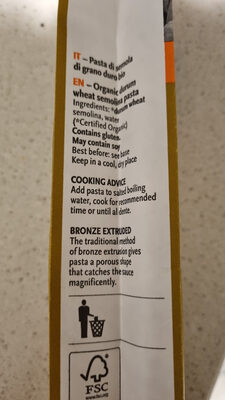 IT – Pasta di semola
di grano duro bio
EN – Organic durum
wheat semolina pasta
Ingredients: *durum wheat
semolina, water
(*Certified Organic)
Contains gluten.
May contain soy
Best before: see base
Keep in a cool, dry place
COOKING ADVICE
Add pasta to salted boiling
water, cook for recommended
time or until al dente.
BRONZE EXTRUDED
The traditional method
of bronze extrusion gives
pasta a porous shape
that catches the sauce
magnificently.
FSC